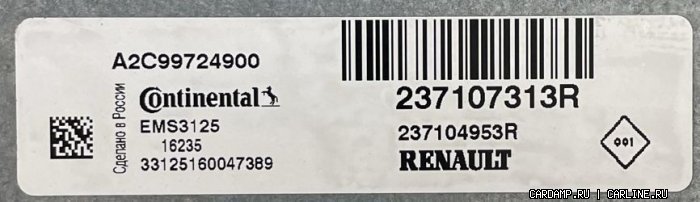 A2C99724900
Сделано в России
Continental
EMS3125
16235
33125160047389
237107313R
237104953R
RENAULT
001
CARDAMP.RU | CARLINE.RU